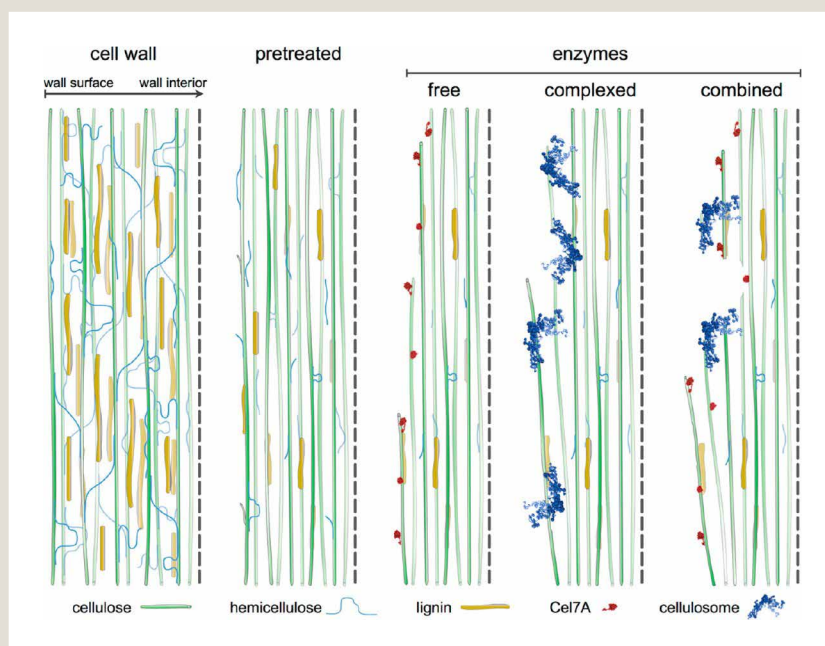 cell wall
pretreated
enzymes
wall surface
wall interior
free
complexed
combined
cellulose
hemicellulose
lignin
Cel7A
cellulosome